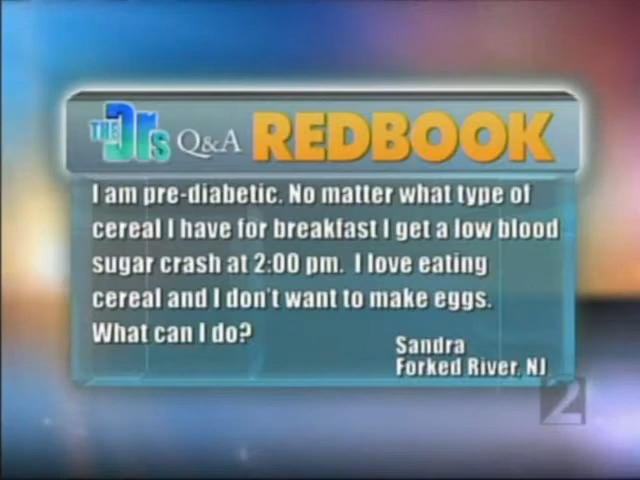 THE Drs Q&A REDBOOK
I am pre-diabetic. No matter what type of
cereal I have for breakfast I get a low blood
sugar crash at 2:00 pm. I love eating
cereal and I don't want to make eggs.
What can I do?
Sandra
Forked River, NJ
2